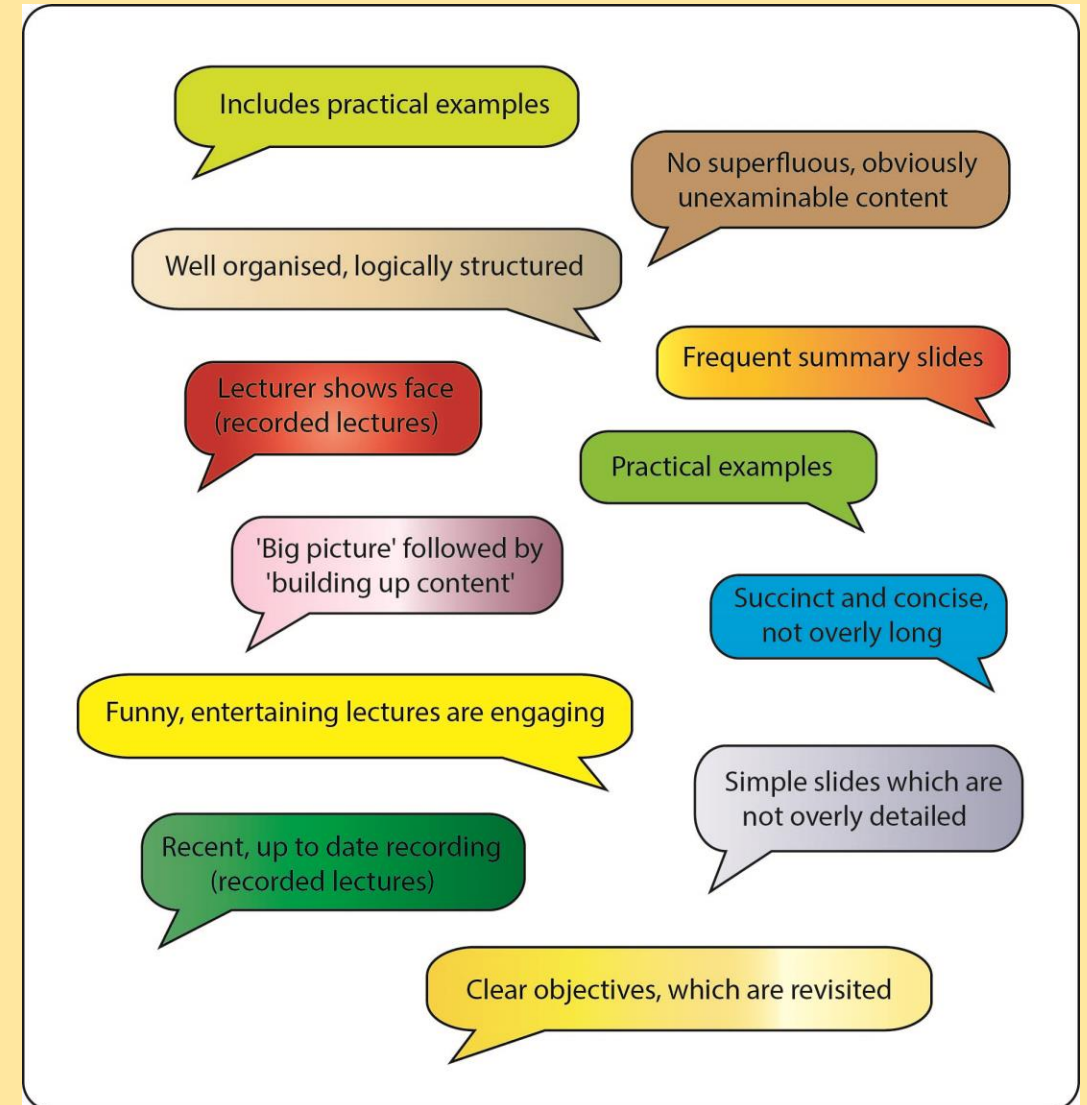 Includes practical examples
No superfluous, obviously
unexaminable content
Well organised, logically structured
Frequent summary slides
Lecturer shows face
(recorded lectures)
Practical examples
'Big picture' followed by
'building up content'
Succinct and concise,
not overly long
Funny, entertaining lectures are engaging
Simple slides which are
not overly detailed
Recent, up to date recording
(recorded lectures)
Clear objectives, which are revisited